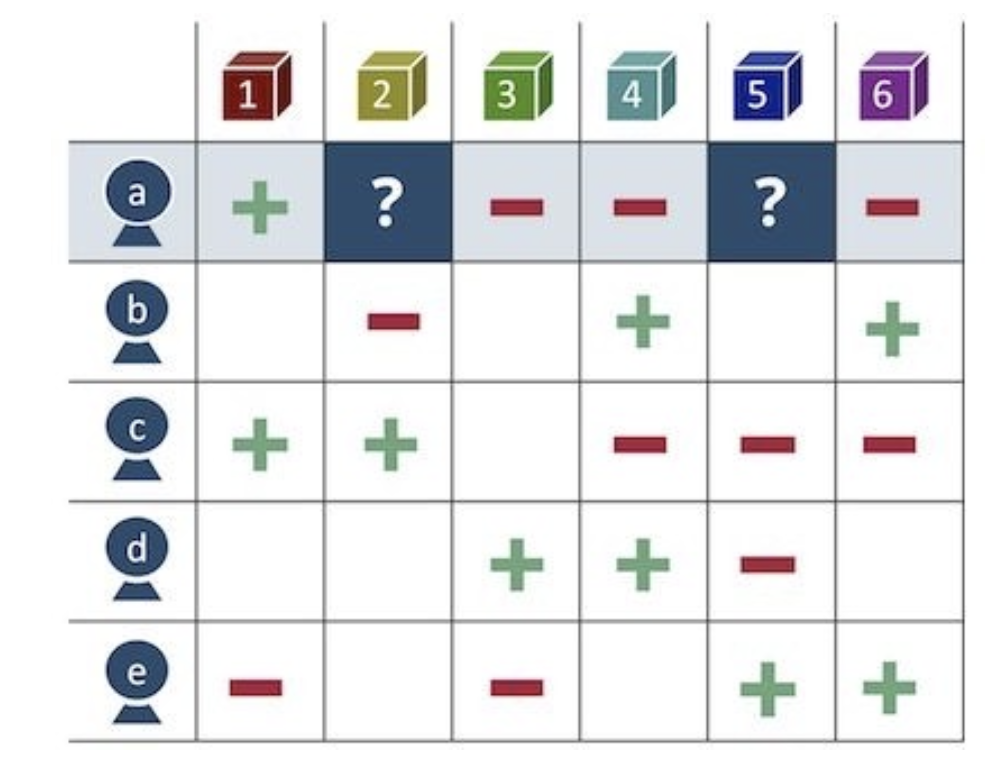 1 2 3 4 5 6
a + ? − − ? −
b − + +
c + + − − −
d + + −
e − − + +